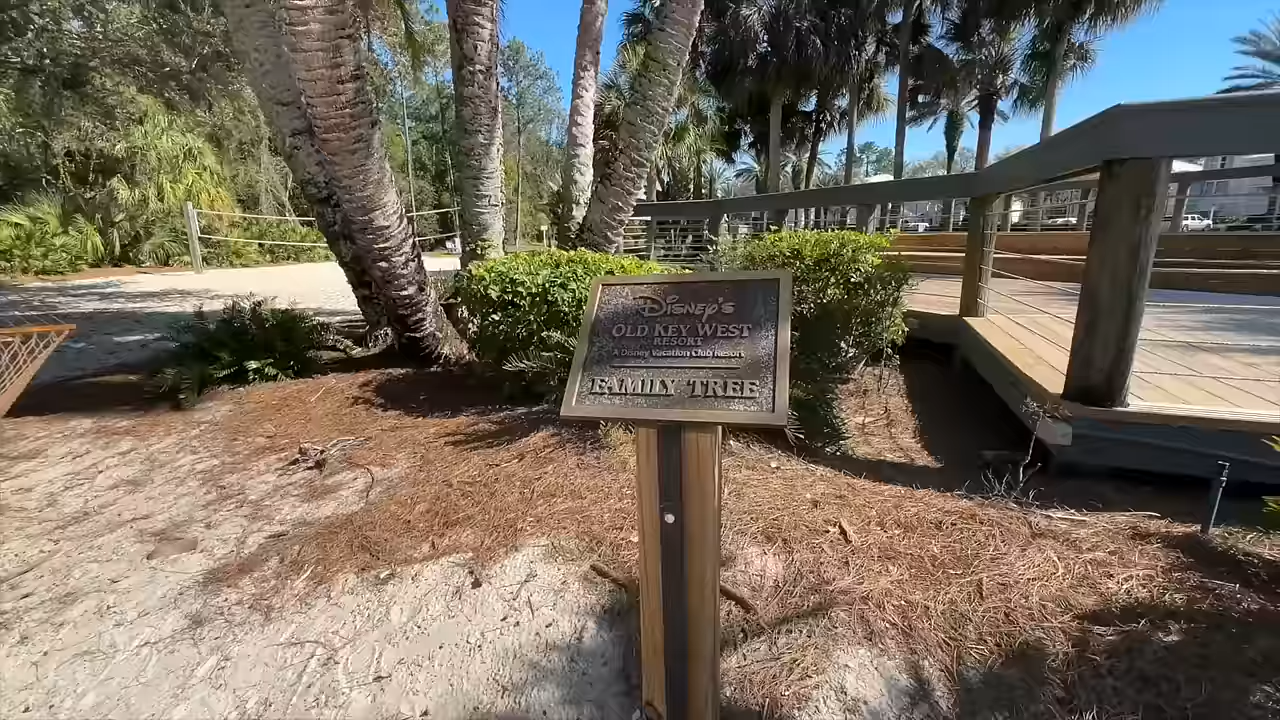 Disney's
OLD KEY WEST
RESORT
A Disney Vacation Club Resort
FAMILY TREE